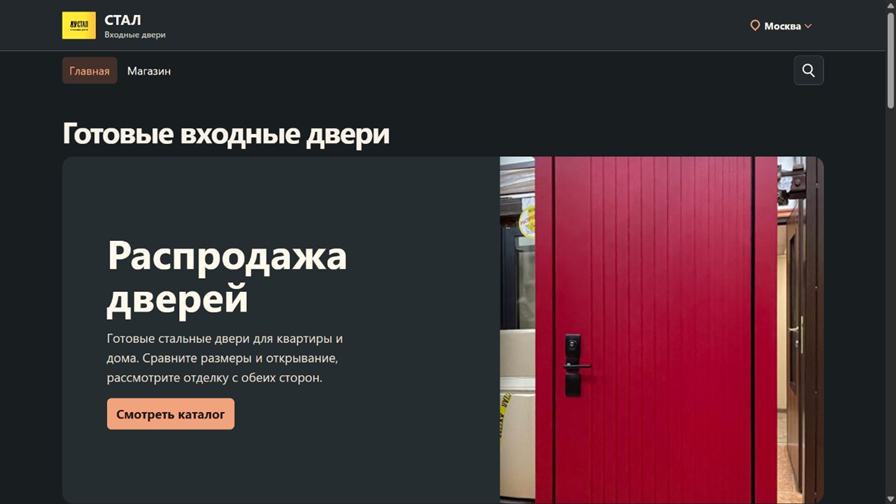 СТАЛ
Входные двери
Москва
Главная
Магазин
Готовые входные двери
Распродажа
дверей
Готовые стальные двери для квартиры и
дома. Сравните размеры и открывание,
рассмотрите отделку с обеих сторон.
Смотреть каталог